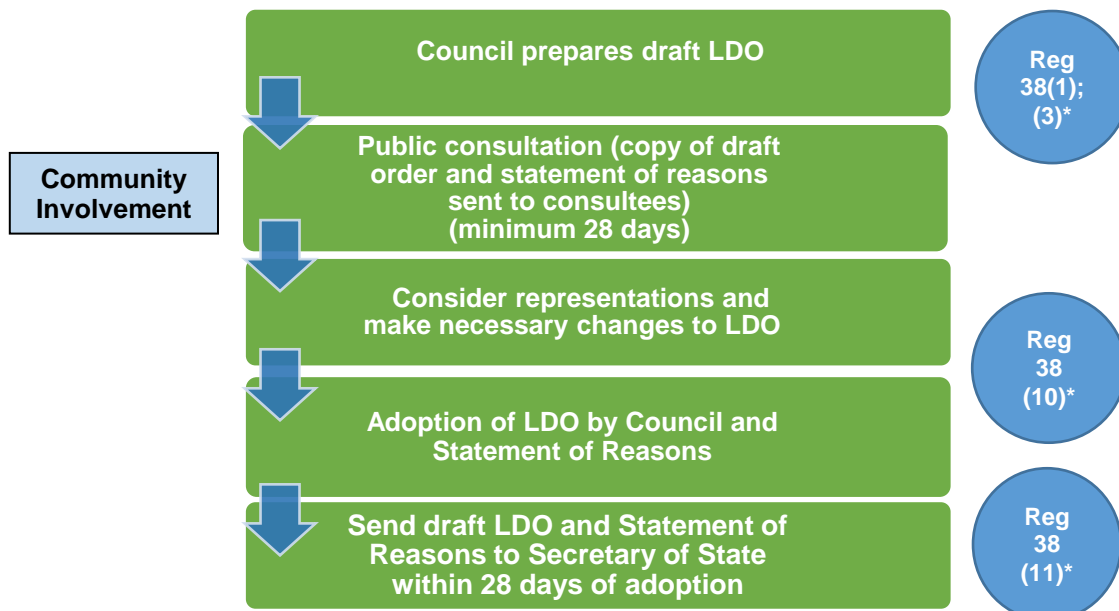 Council prepares draft LDO
Reg
38(1);
(3)*
Community
Involvement
Public consultation (copy of draft
order and statement of reasons
sent to consultees)
(minimum 28 days)
Consider representations and
make necessary changes to LDO
Reg
38
(10)*
Adoption of LDO by Council and
Statement of Reasons
Send draft LDO and Statement of
Reasons to Secretary of State
within 28 days of adoption
Reg
38
(11)*